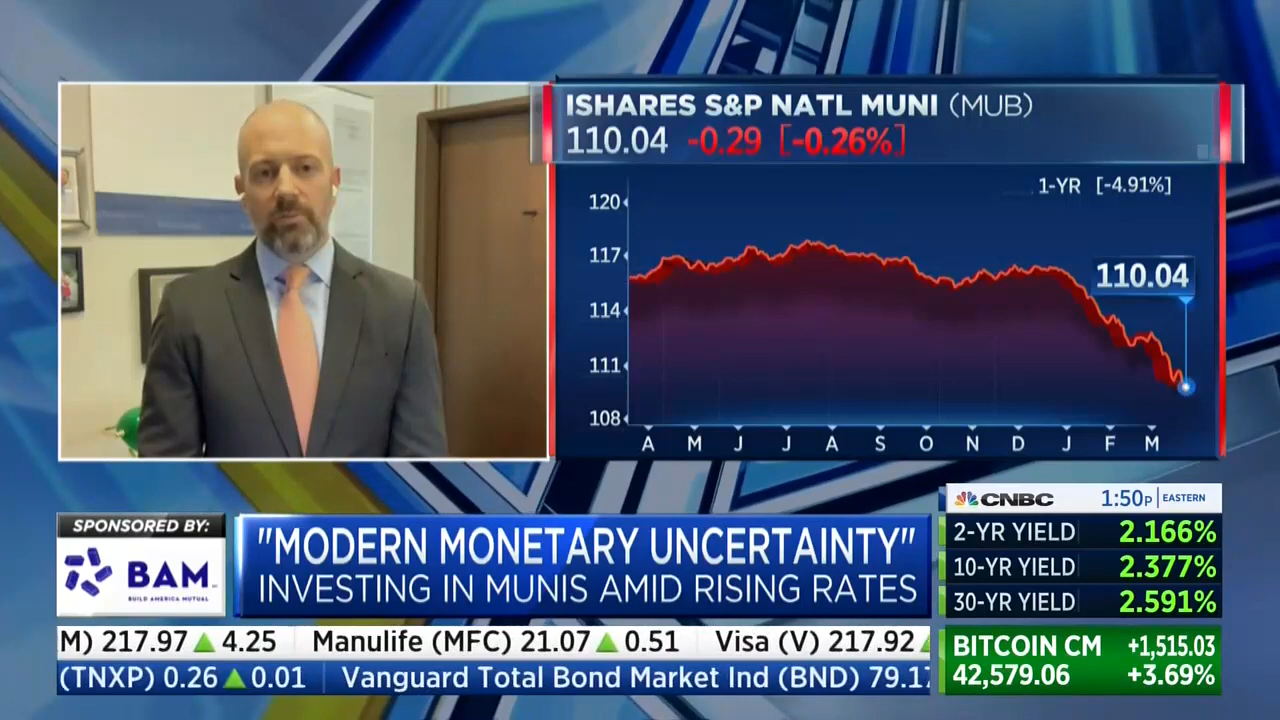 ISHARES S&P NATL MUNI (MUB)
110.04 -0.29 [-0.26%]
1-YR [-4.91%]
120
117
114
111
108
110.04
A M J J A S O N D J F M
SPONSORED BY:
BAM
BUILD AMERICA MUTUAL
"MODERN MONETARY UNCERTAINTY"
INVESTING IN MUNIS AMID RISING RATES
CNBC 1:50P EASTERN
2-YR YIELD 2.166%
10-YR YIELD 2.377%
30-YR YIELD 2.591%
BITCOIN CM +1,515.03
42,579.06 +3.69%
M) 217.97 ▲ 4.25 Manulife (MFC) 21.07 ▲ 0.51 Visa (V) 217.92
(TNXP) 0.26 ▲ 0.01 Vanguard Total Bond Market Ind (BND) 79.17